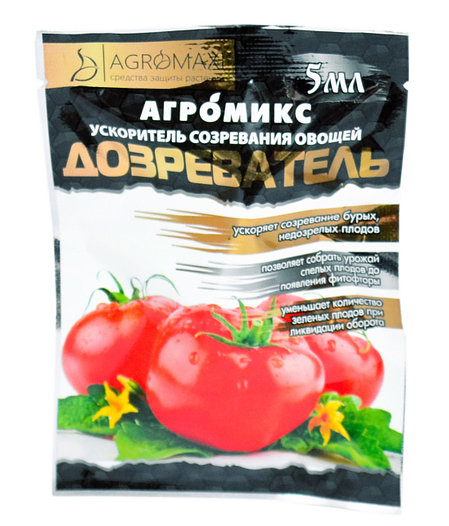 AGROMAX
средства защиты растений
5мл
АГРОМИКС
УСКОРИТЕЛЬ СОЗРЕВАНИЯ ОВОЩЕЙ
ДОЗРЕВАТЕЛЬ
ускоряет созревание бурых,
недозрелых плодов
позволяет собрать урожай
спелых плодов до
появления фитофторы
уменьшает количество
зеленых плодов при
ликвидации оборота